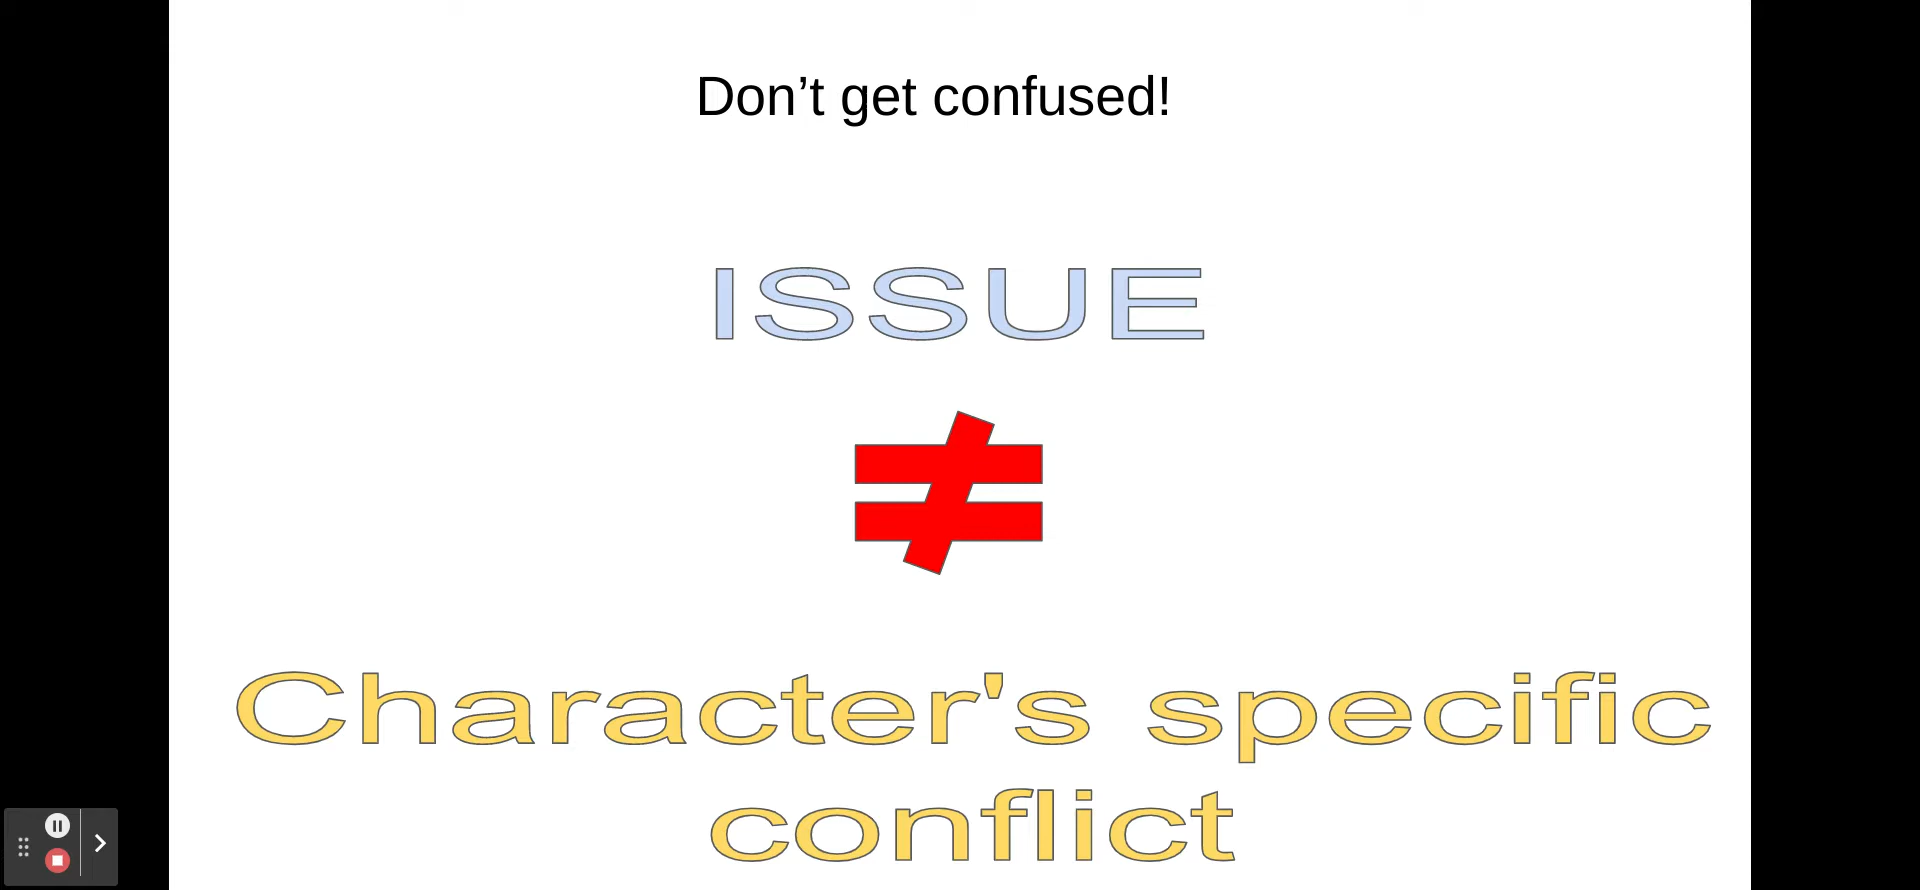 Don’t get confused!
ISSUE
≠
Character's specific
conflict